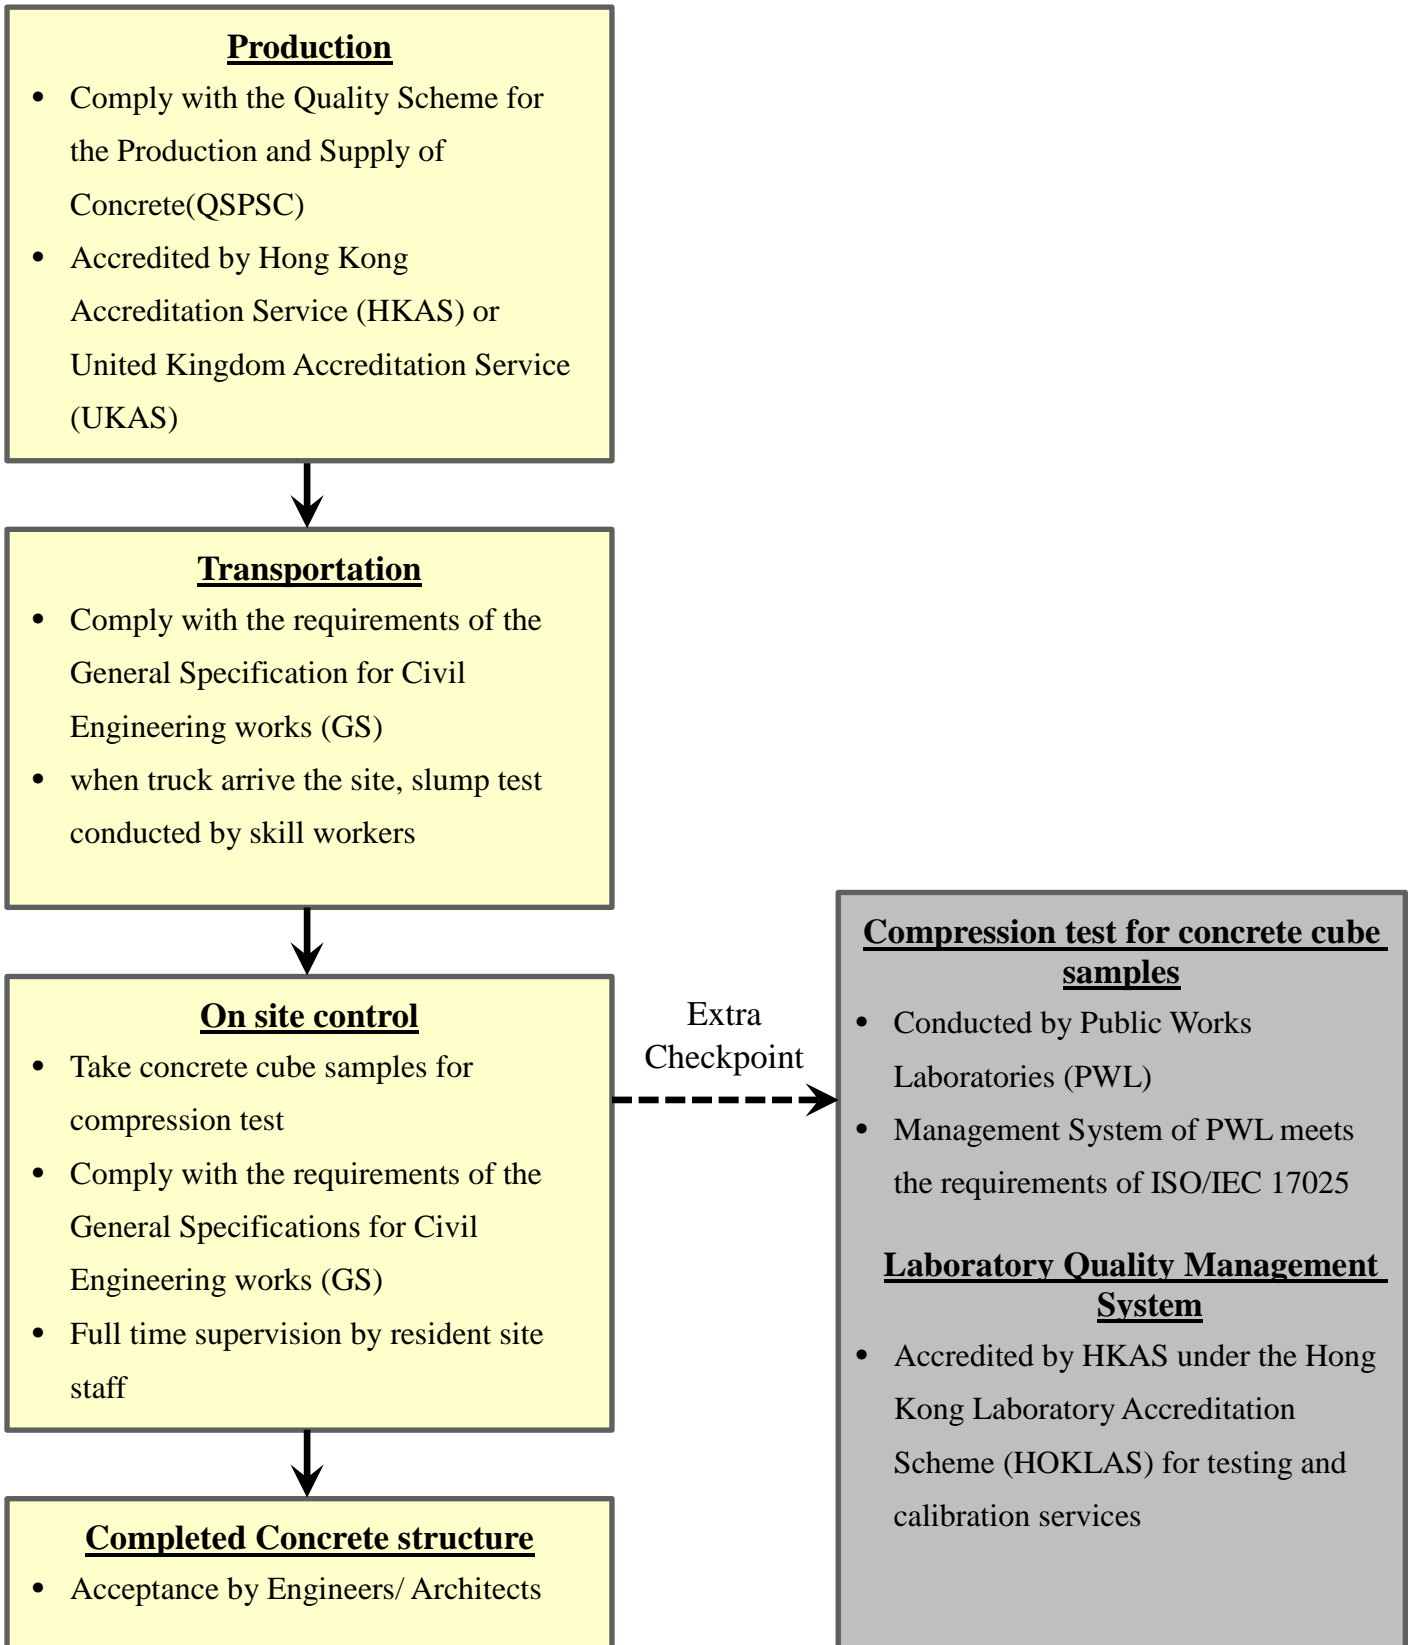 Production
• Comply with the Quality Scheme for
the Production and Supply of
Concrete(QSPSC)
• Accredited by Hong Kong
Accreditation Service (HKAS) or
United Kingdom Accreditation Service
(UKAS)
Transportation
• Comply with the requirements of the
General Specification for Civil
Engineering works (GS)
• when truck arrive the site, slump test
conducted by skill workers
On site control
• Take concrete cube samples for
compression test
• Comply with the requirements of the
General Specifications for Civil
Engineering works (GS)
• Full time supervision by resident site
staff
Extra
Checkpoint
Compression test for concrete cube
samples
• Conducted by Public Works
Laboratories (PWL)
• Management System of PWL meets
the requirements of ISO/IEC 17025
Laboratory Quality Management
System
• Accredited by HKAS under the Hong
Kong Laboratory Accreditation
Scheme (HOKLAS) for testing and
calibration services
Completed Concrete structure
• Acceptance by Engineers/ Architects